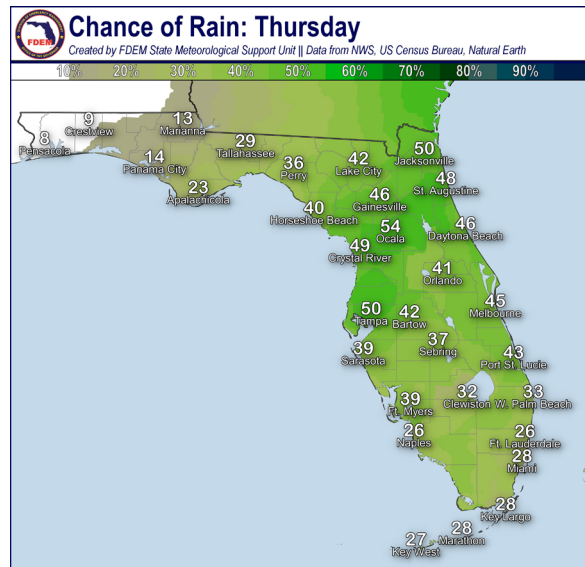 FDEM
Chance of Rain: Thursday
Created by FDEM State Meteorological Support Unit || Data from NWS, US Census Bureau, Natural Earth
10% 20% 30% 40% 50% 60% 70% 80% 90%
8
Pensacola
9
Crestview
13
Marianna
14
Panama City
29
Tallahassee
23
Apalachicola
36
Perry
42
Lake City
50
Jacksonville
48
St. Augustine
46
Gainesville
40
Horseshoe Beach
54
Ocala
46
Daytona Beach
49
Crystal River
41
Orlando
45
Melbourne
50
Tampa
42
Bartow
37
Sebring
39
Sarasota
43
Port St. Lucie
39
Ft. Myers
32
Clewiston
33
W. Palm Beach
26
Naples
26
Ft. Lauderdale
28
Miami
28
Key Largo
28
Marathon
27
Key West